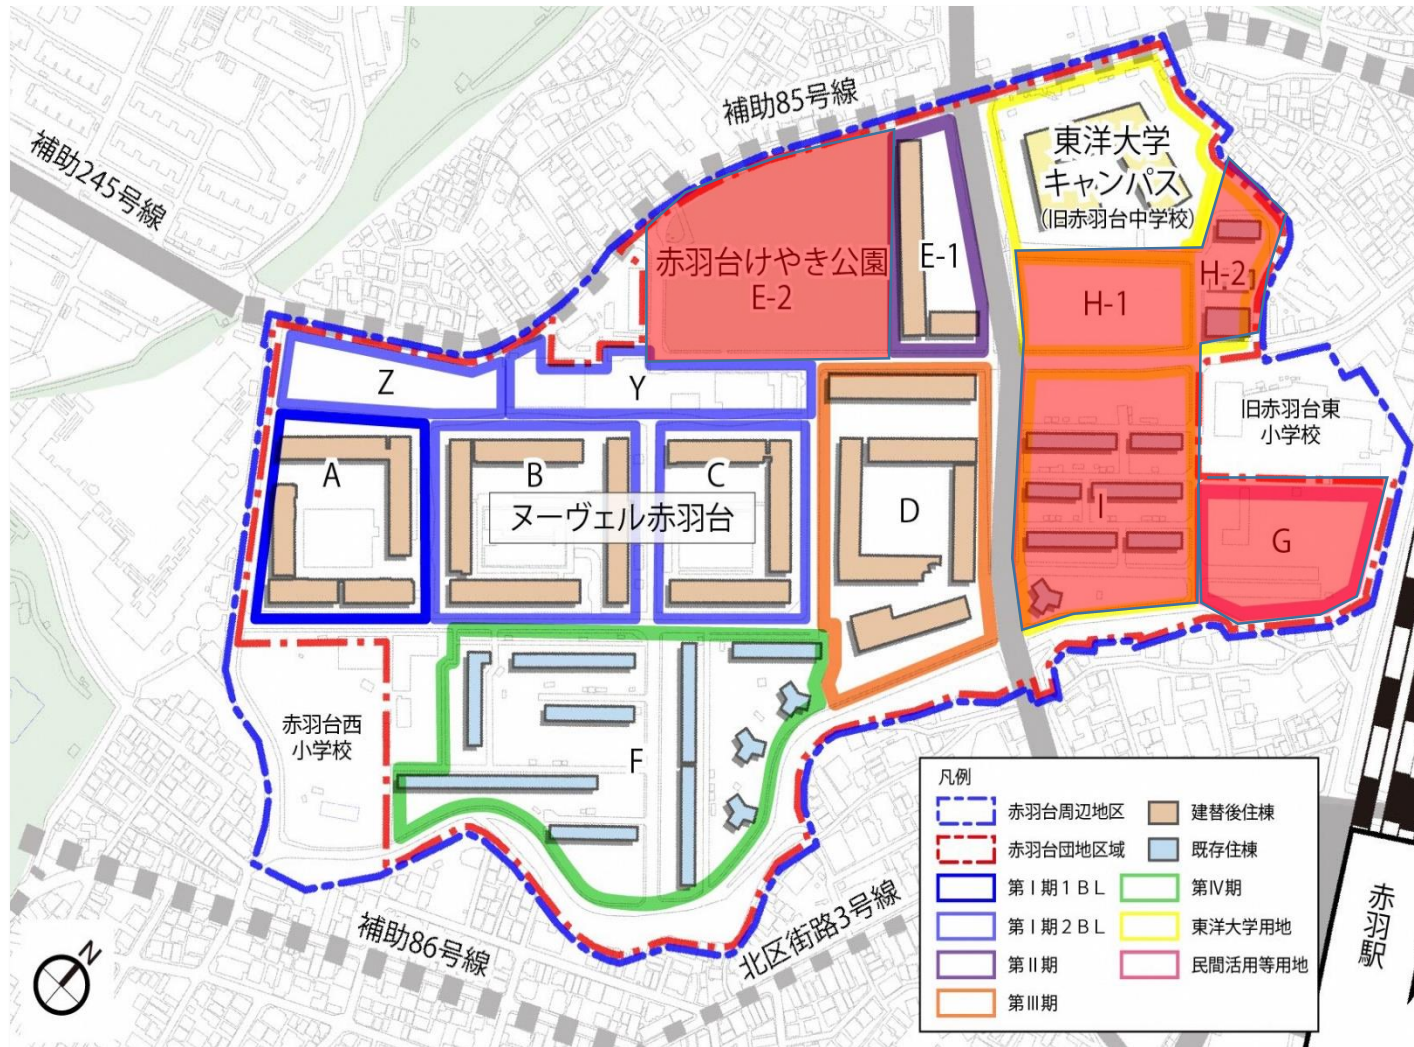 補助85号線
補助245号線
東洋大学
キャンパス
(旧赤羽台中学校)
赤羽台けやき公園
E-2
E-1
H-1
H-2
Z
Y
旧赤羽台東
小学校
A
B
C
D
ヌーヴェル赤羽台
I
G
赤羽台西
小学校
F
補助86号線
北区街路3号線
赤羽駅
N
凡例
赤羽台周辺地区
建替後住棟
赤羽台団地区域
既存住棟
第Ⅰ期1BL
第Ⅳ期
第Ⅰ期2BL
東洋大学用地
第Ⅱ期
民間活用等用地
第Ⅲ期